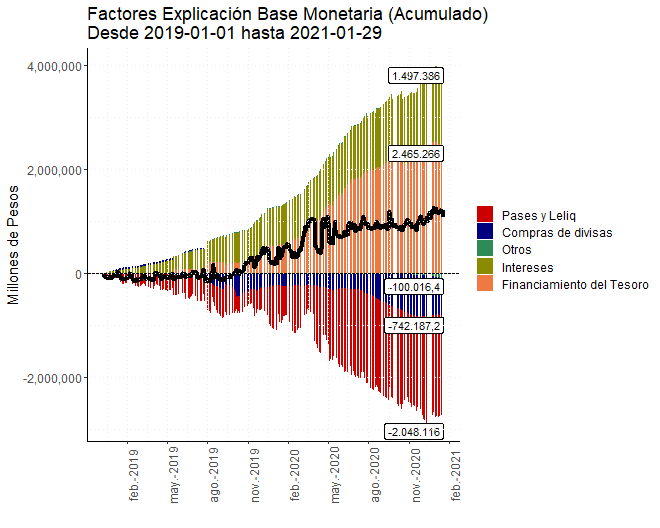 Factores Explicación Base Monetaria (Acumulado)
Desde 2019-01-01 hasta 2021-01-29
Millones de Pesos
4,000,000
2,000,000
0
-2,000,000
1.497.386
2.465.266
-100.016,4
-742.187,2
-2.048.116
feb.-2019
may.-2019
ago.-2019
nov.-2019
feb.-2020
may.-2020
ago.-2020
nov.-2020
feb.-2021
Pases y Leliq
Compras de divisas
Otros
Intereses
Financiamiento del Tesoro